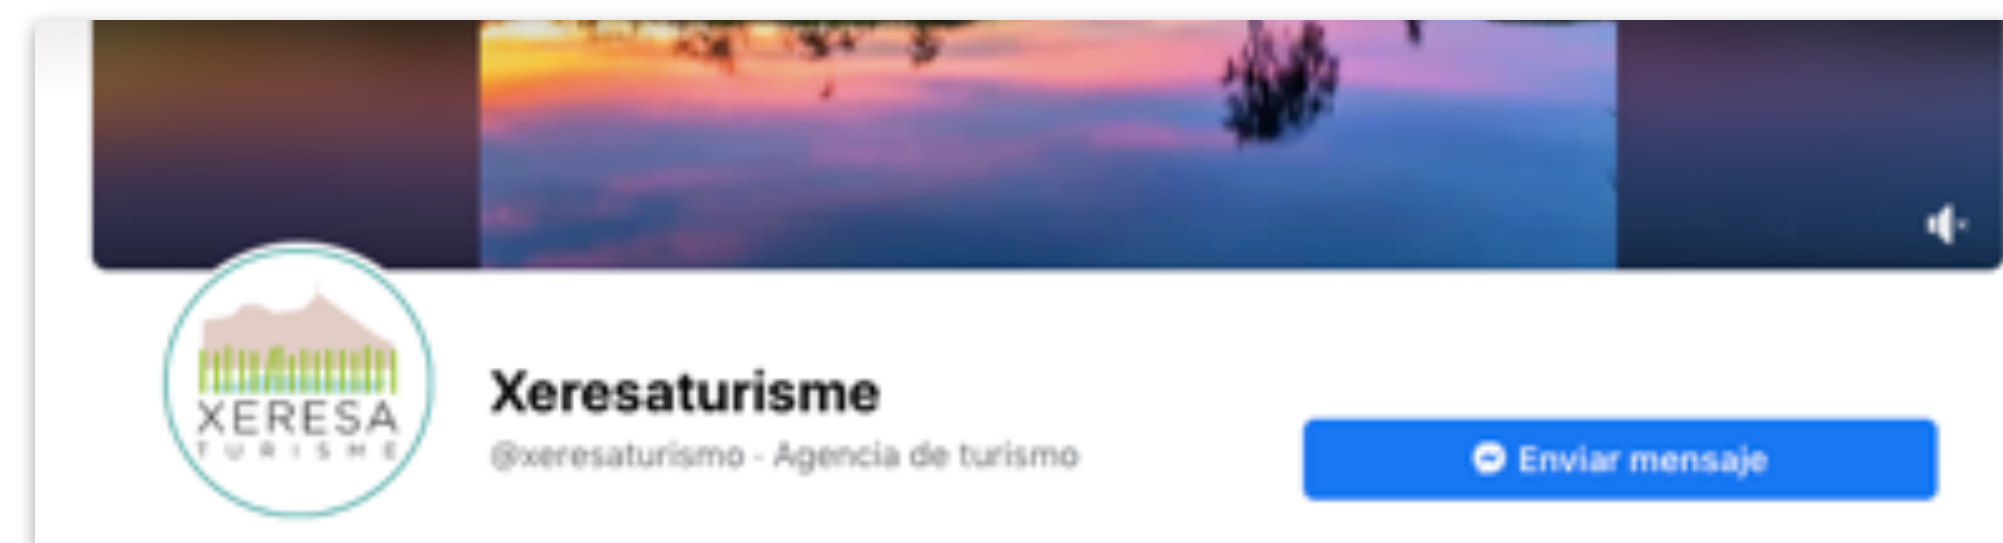 XERESA
TURISME
Xeresaturisme
@xeresaturismo · Agencia de turismo
Enviar mensaje